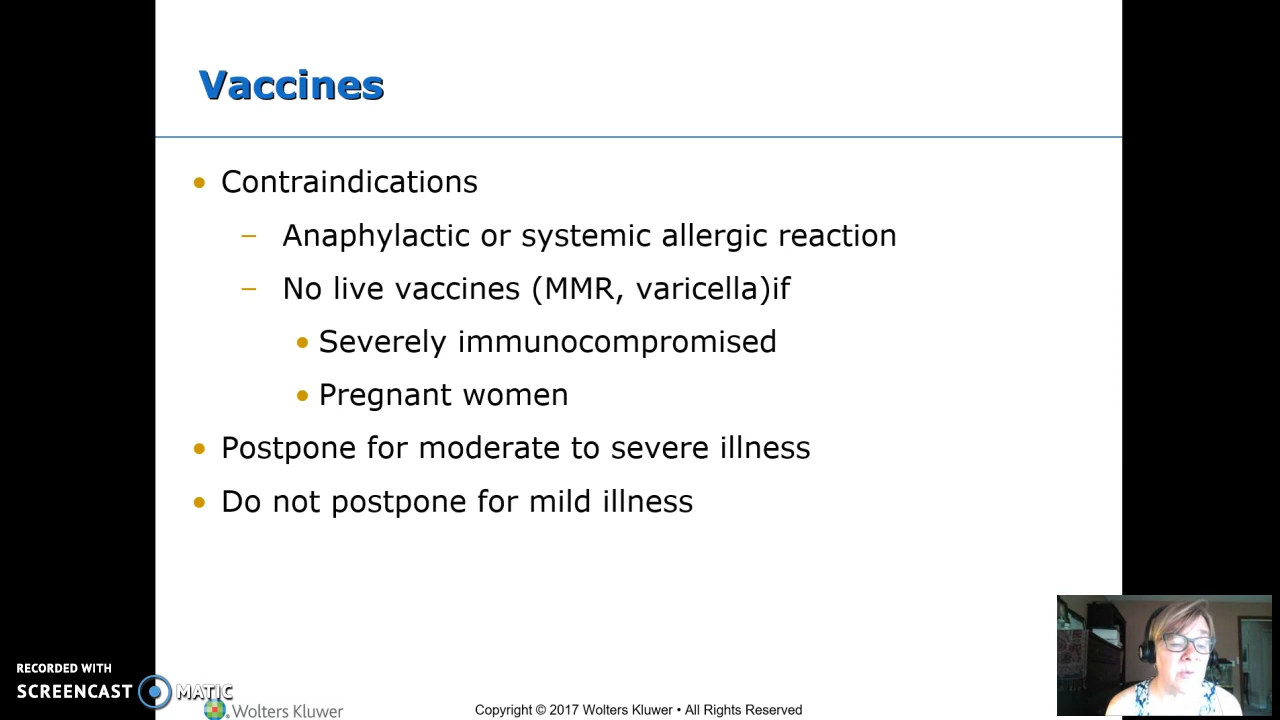 Vaccines
• Contraindications
– Anaphylactic or systemic allergic reaction
– No live vaccines (MMR, varicella)if
• Severely immunocompromised
• Pregnant women
• Postpone for moderate to severe illness
• Do not postpone for mild illness
RECORDED WITH
SCREENCAST MATIC
Wolters Kluwer
Copyright © 2017 Wolters Kluwer • All Rights Reserved